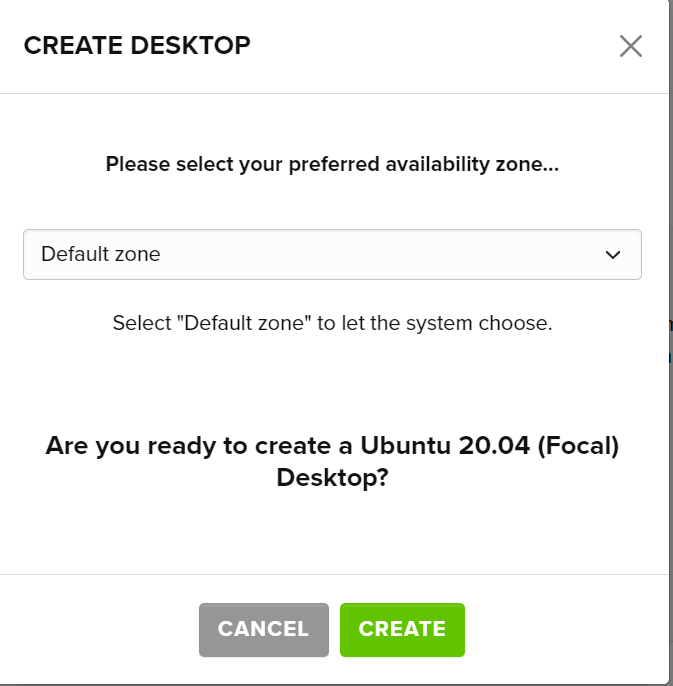 CREATE DESKTOP
Please select your preferred availability zone...
Default zone
Select "Default zone" to let the system choose.
Are you ready to create a Ubuntu 20.04 (Focal)
Desktop?
CANCEL
CREATE